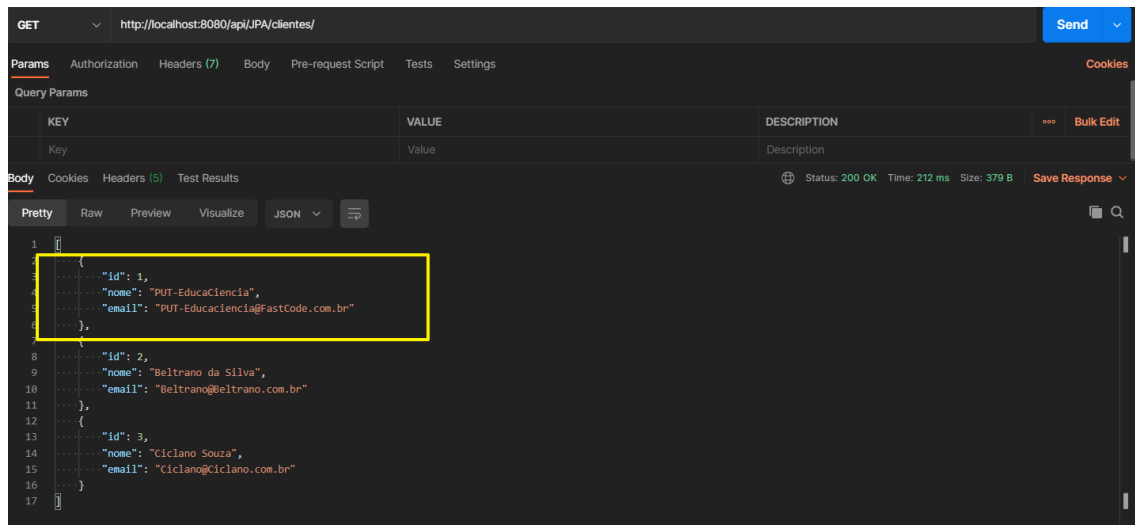 GET http://localhost:8080/api/JPA/clientes/ Send
Params Authorization Headers (7) Body Pre-request Script Tests Settings Cookies
Query Params
KEY VALUE DESCRIPTION ooo Bulk Edit
Key Value Description
Body Cookies Headers (5) Test Results Status: 200 OK Time: 212 ms Size: 379 B Save Response
Pretty Raw Preview Visualize JSON
1 [
2 {
3 "id": 1,
4 "nome": "PUT-EducaCiencia",
5 "email": "PUT-Educaciencia@FastCode.com.br"
6 },
7 {
8 "id": 2,
9 "nome": "Beltrano da Silva",
10 "email": "Beltrano@Beltrano.com.br"
11 },
12 {
13 "id": 3,
14 "nome": "Ciclano Souza",
15 "email": "Ciclano@Ciclano.com.br"
16 }
17 ]